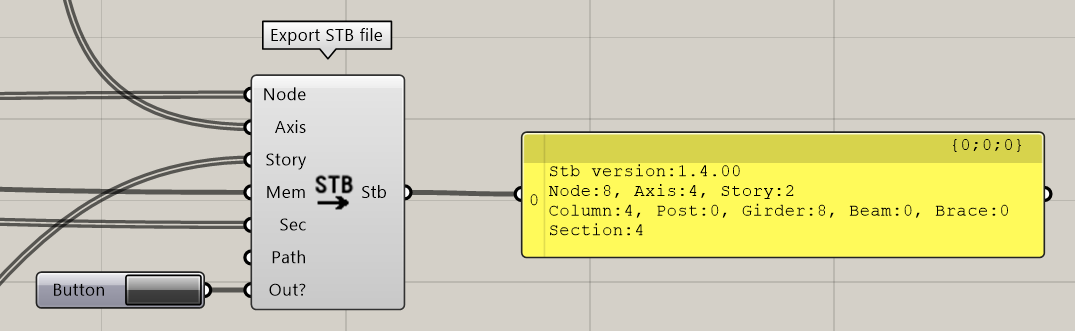 Export STB file
Node
Axis
Story
Mem
Sec
Path
Out?
STB
Stb
Button
{0;0;0}
0
Stb version:1.4.00
Node:8, Axis:4, Story:2
Column:4, Post:0, Girder:8, Beam:0, Brace:0
Section:4